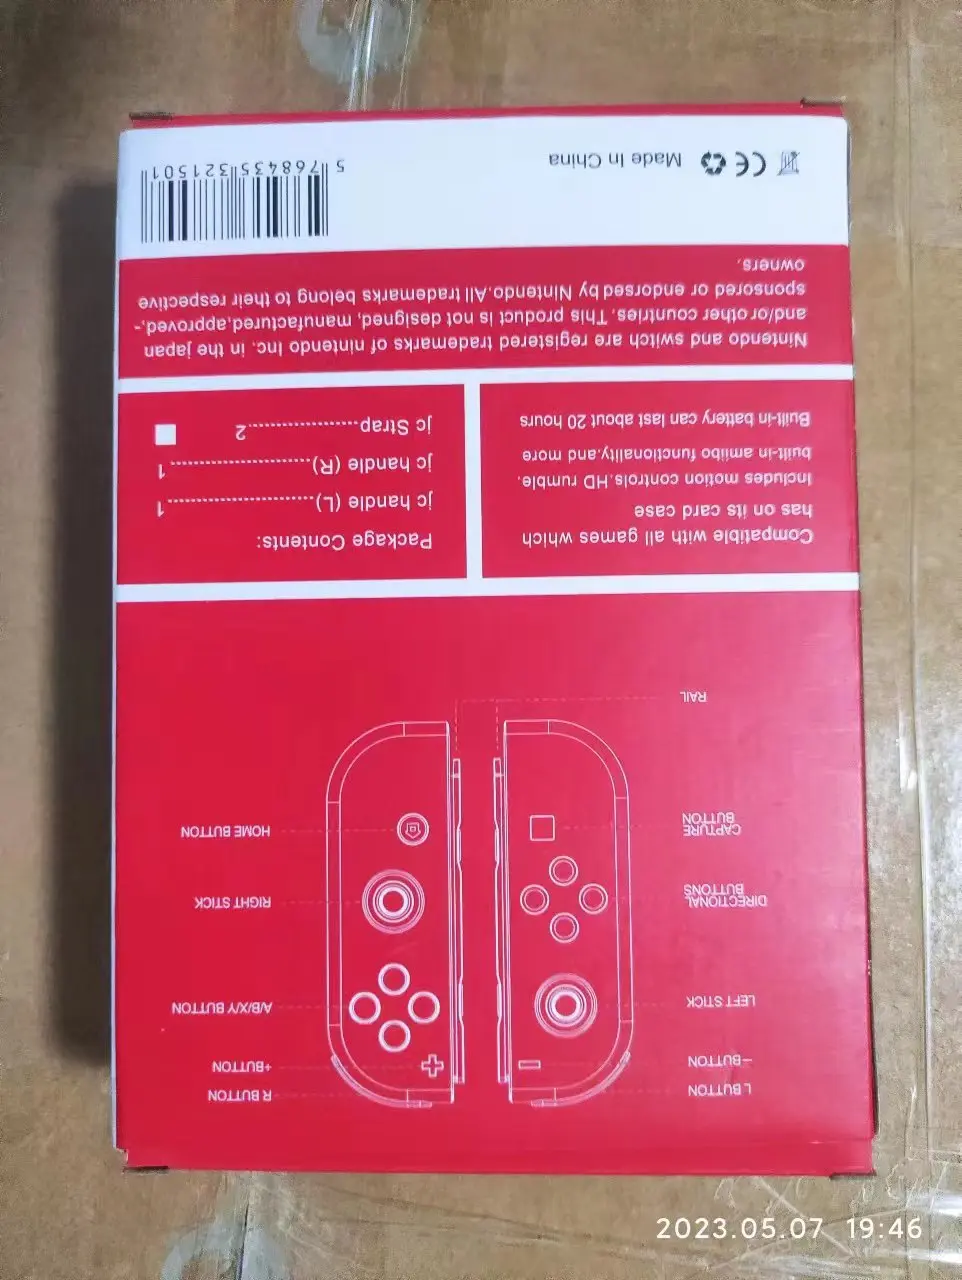 L BUTTON
−BUTTON
LEFT STICK
DIRECTIONAL
BUTTONS
CAPTURE
BUTTON
RAIL
R BUTTON
+BUTTON
A/B/X/Y BUTTON
RIGHT STICK
HOME BUTTON
Compatible with all games which
has on its card case
Includes motion controls.HD rumble.
built-in amiibo functionality.and more
Built-in battery can last about 20 hours
Package Contents:
jc handle (L)........................1
jc handle (R)........................1
jc Strap...................2
Nintendo and switch are registered trademarks of nintendo Inc. in the japan
and/or other countries. This product is not designed, manufactured,approved,-
sponsored or endorsed by Nintendo.All trademarks belong to their respective
owners.
CE Made In China
5 768435 321501
2023.05.07 19:46